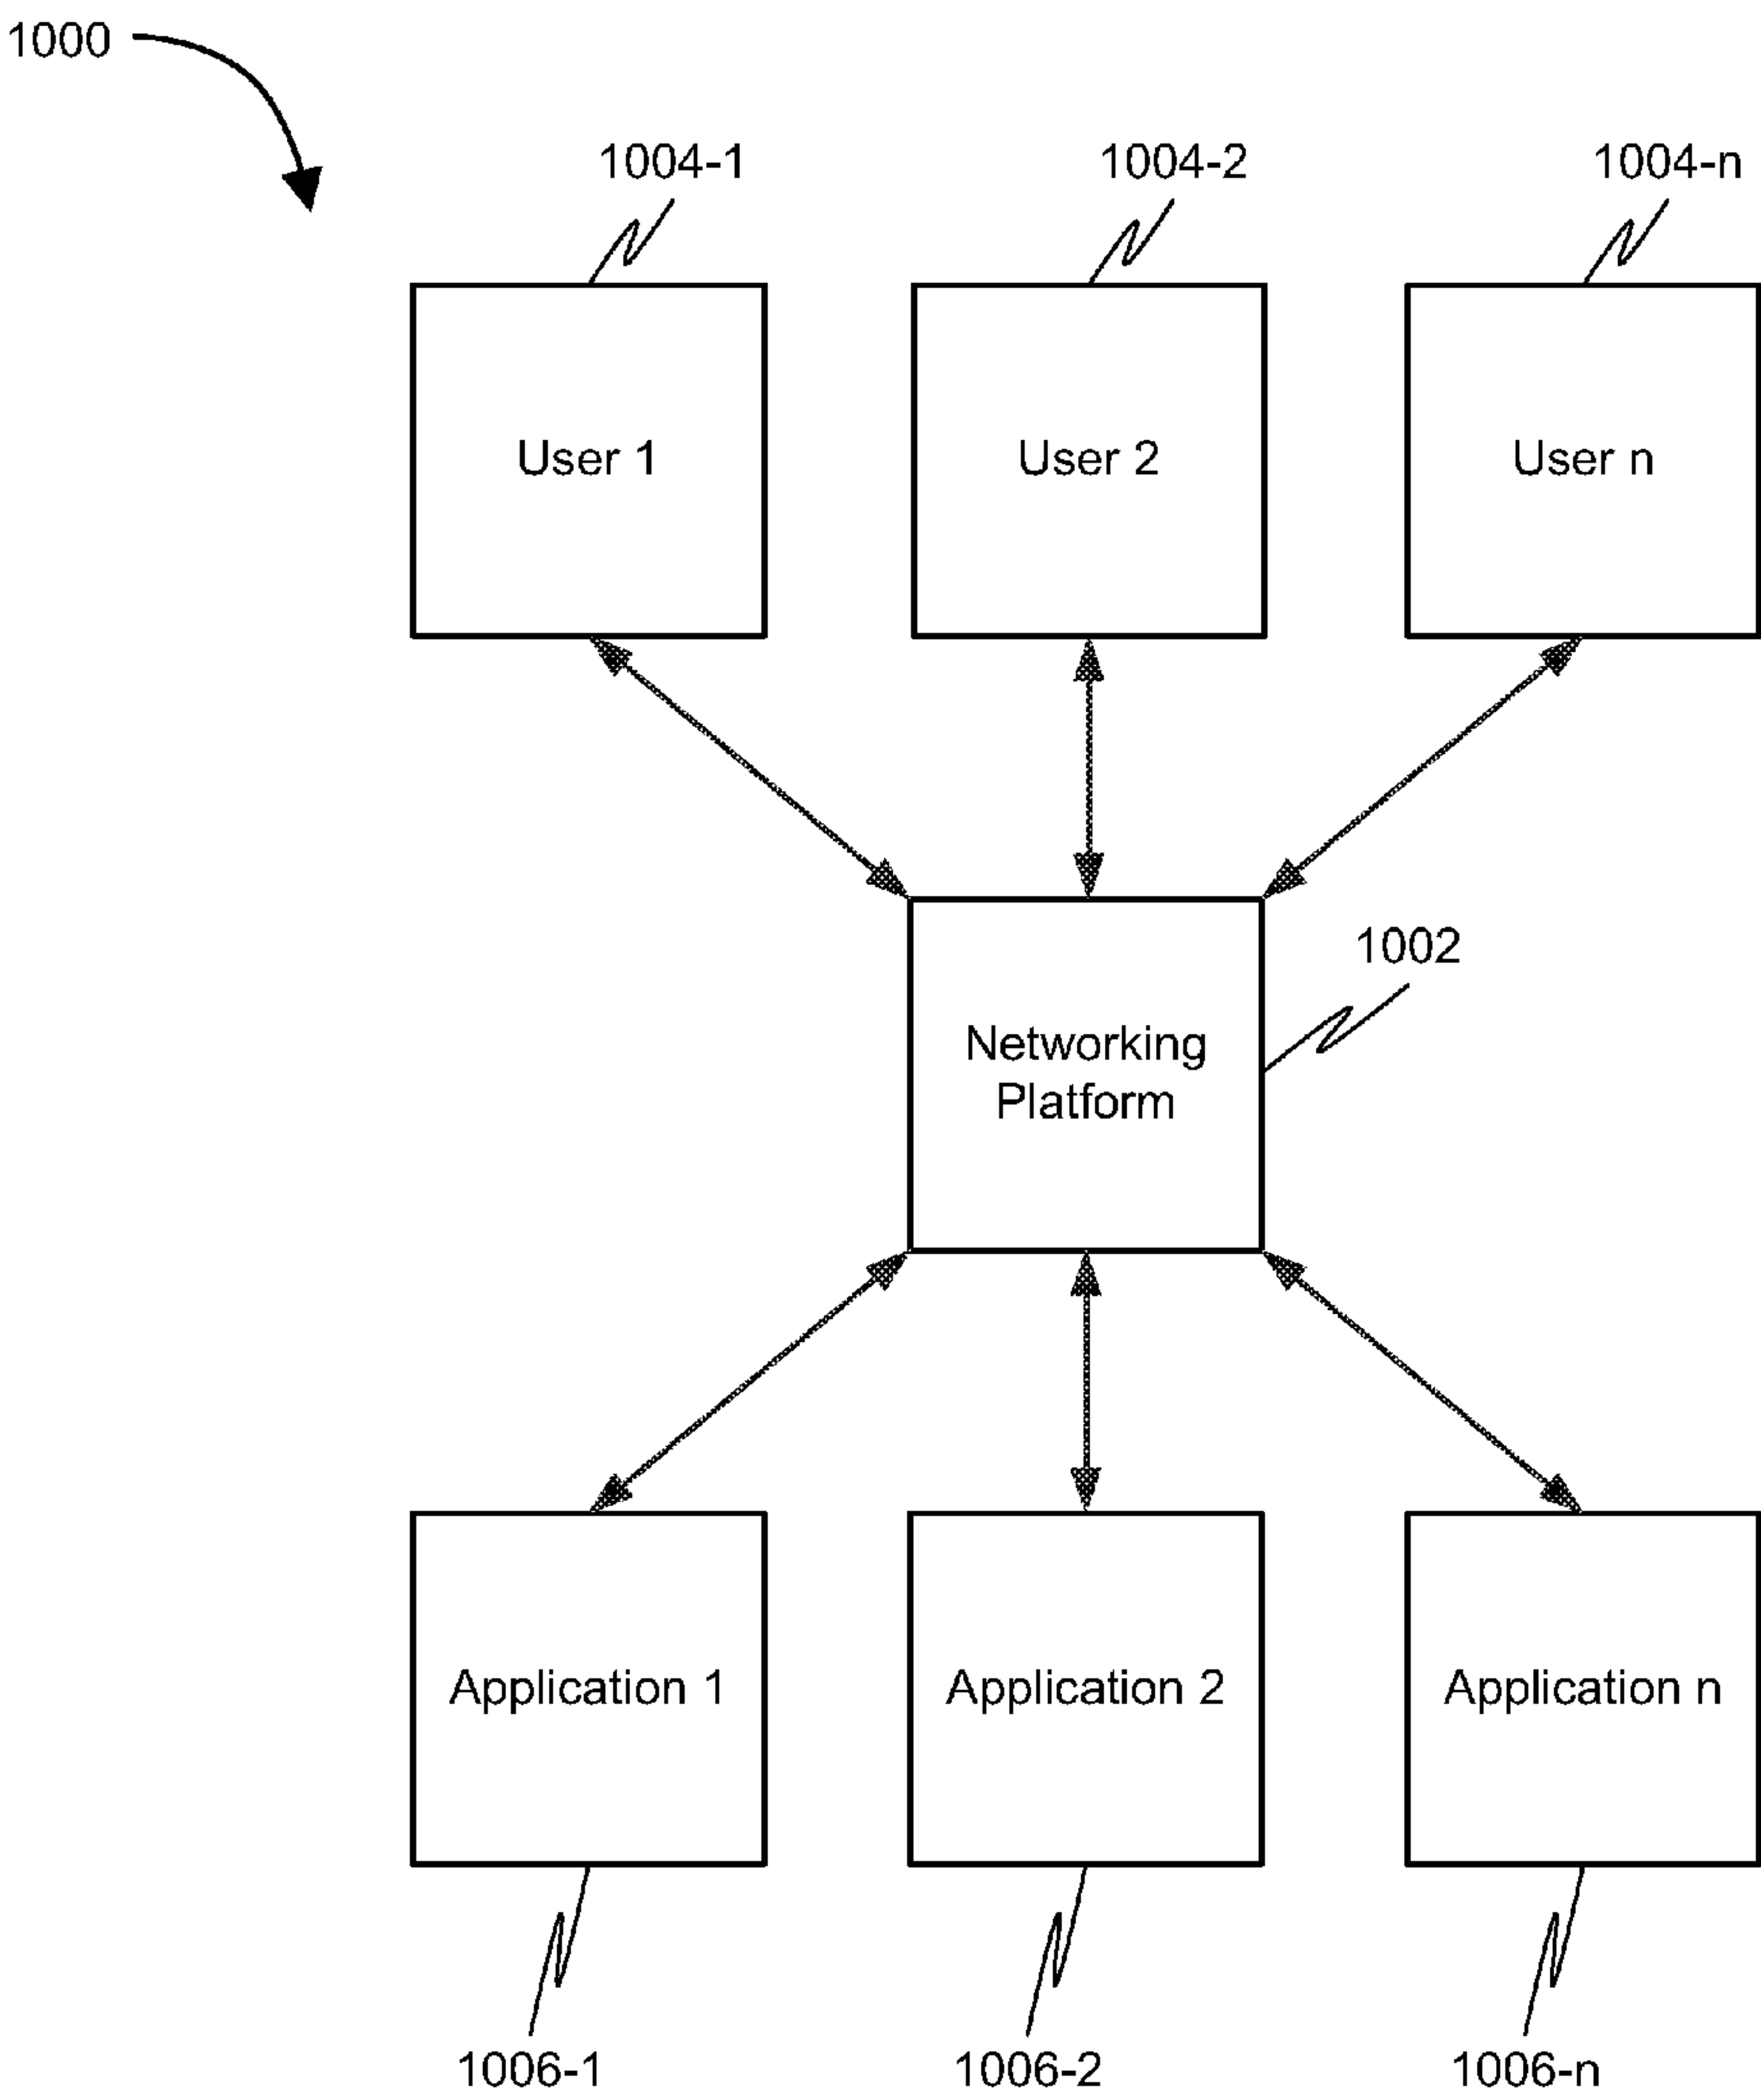 1000
1004-1
1004-2
1004-n
User 1
User 2
User n
1002
Networking
Platform
Application 1
Application 2
Application n
1006-1
1006-2
1006-n